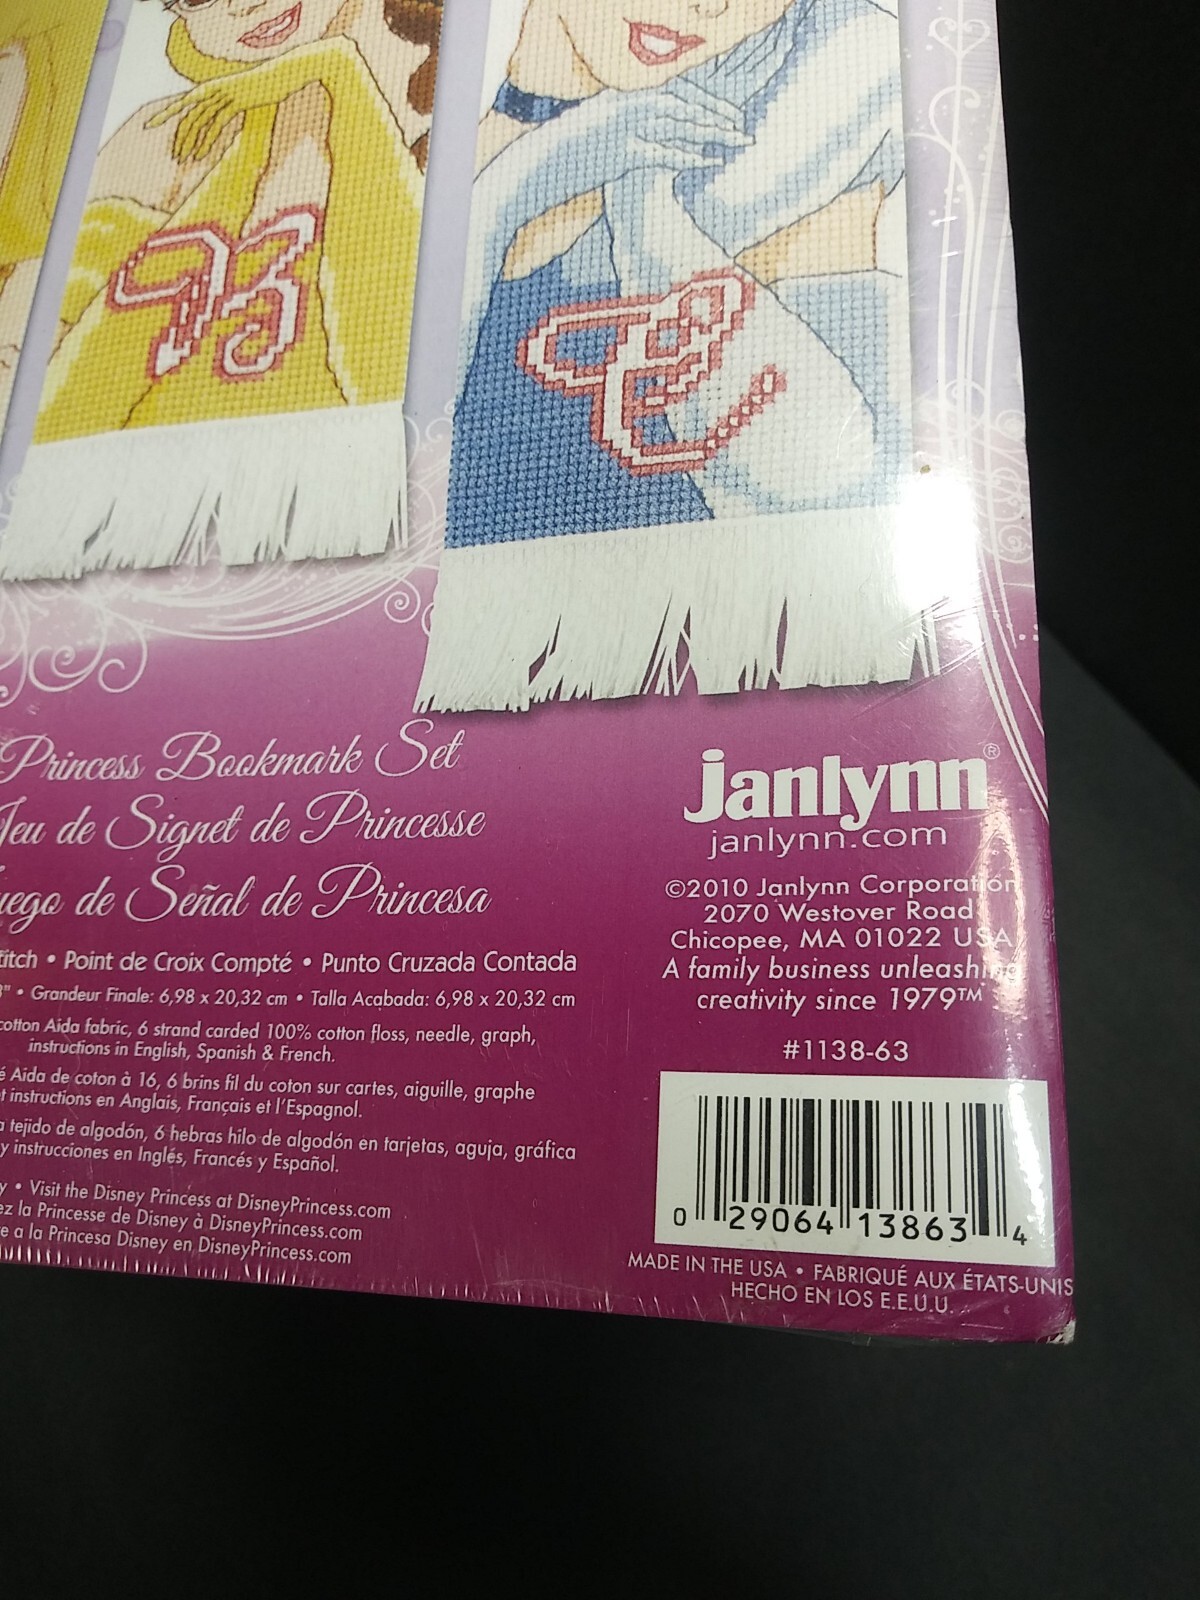 B
C
Princess Bookmark Set
Jeu de Signet de Princesse
de Señal de Princesa
• Point de Croix Compté • Punto Cruzada Contada
• Grandeur Finale: 6,98 x 20,32 cm • Talla Acabada: 6,98 x 20,32 cm
cotton Aida fabric, 6 strand carded 100% cotton floss, needle, graph,
instructions in English, Spanish & French.
Aida de coton à 16, 6 brins fil du coton sur cartes, aiguille, graphe
instructions en Anglais, Français et l'Espagnol.
tejido de algodón, 6 hebras hilo de algodón en tarjetas, aguja, gráfica
y instrucciones en Inglés, Francés y Español.
• Visit the Disney Princess at DisneyPrincess.com
la Princesse de Disney à DisneyPrincess.com
a la Princesa Disney en DisneyPrincess.com
janlynn®
janlynn.com
©2010 Janlynn Corporation
2070 Westover Road
Chicopee, MA 01022 USA
A family business unleashing
creativity since 1979™
#1138-63
0 29064 13863 4
MADE IN THE USA • FABRIQUÉ AUX ÉTATS-UNIS
HECHO EN LOS E.E.U.U.